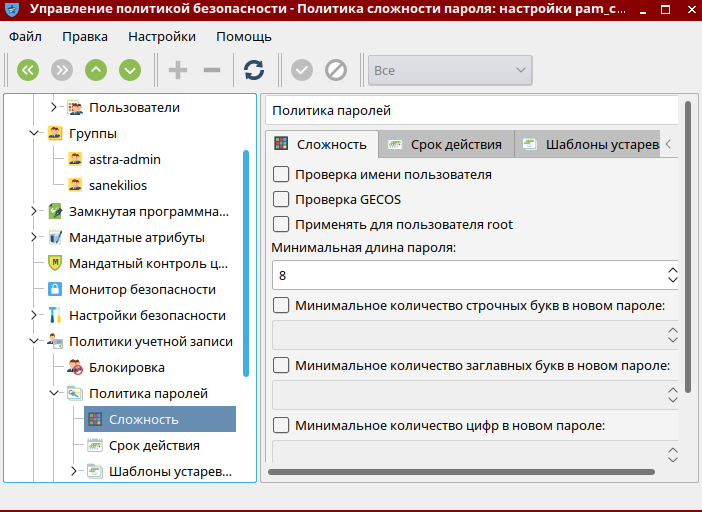 Управление политикой безопасности - Политика сложности пароля: настройки pam_c...
Файл Правка Настройки Помощь
Все
Пользователи
Группы
astra-admin
sanekilios
Замкнутая программна...
Мандатные атрибуты
Мандатный контроль ц...
Монитор безопасности
Настройки безопасности
Политики учетной записи
Блокировка
Политика паролей
Сложность
Срок действия
Шаблоны устарев...
Политика паролей
Сложность Срок действия Шаблоны устарев
Проверка имени пользователя
Проверка GECOS
Применять для пользователя root
Минимальная длина пароля:
8
Минимальное количество строчных букв в новом пароле:
Минимальное количество заглавных букв в новом пароле:
Минимальное количество цифр в новом пароле: